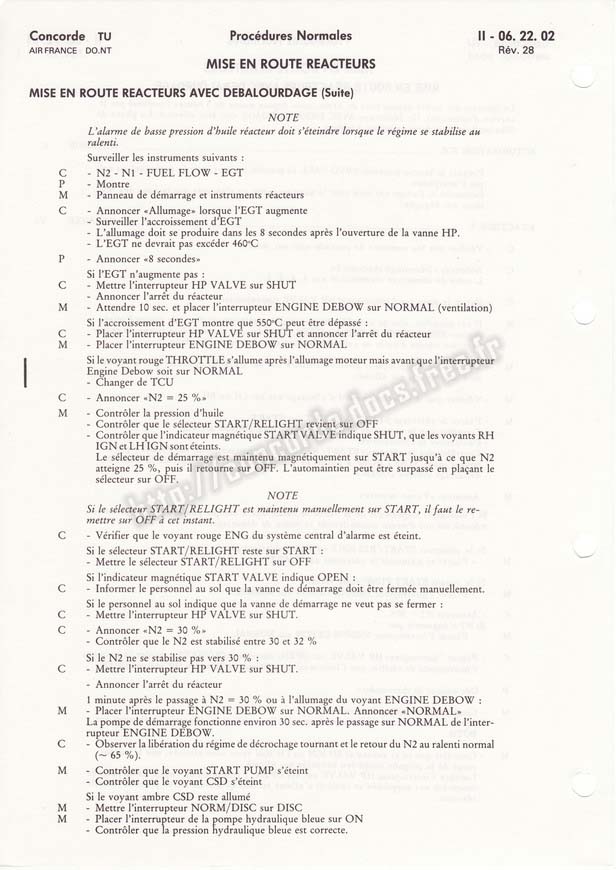 Concorde TU Procédures Normales II - 06. 22. 02
AIR FRANCE DO.NT Rév. 28
MISE EN ROUTE REACTEURS
MISE EN ROUTE REACTEURS AVEC DEBALOURDAGE (Suite)
NOTE
L'alarme de basse pression d'huile réacteur doit s'éteindre lorsque le régime se stabilise au
ralenti.
Surveiller les instruments suivants :
C - N2 - N1 - FUEL FLOW - EGT
P - Montre
M - Panneau de démarrage et instruments réacteurs
C - Annoncer «Allumage» lorsque l'EGT augmente
- Surveiller l'accroissement d'EGT
- L'allumage doit se produire dans les 8 secondes après l'ouverture de la vanne HP.
- L'EGT ne devrait pas excéder 460°C
P - Annoncer «8 secondes»
Si l'EGT n'augmente pas :
C - Mettre l'interrupteur HP VALVE sur SHUT
- Annoncer l'arrêt du réacteur
M - Attendre 10 sec. et placer l'interrupteur ENGINE DEBOW sur NORMAL (ventilation)
Si l'accroissement d'EGT montre que 550°C peut être dépassé :
C - Placer l'interrupteur HP VALVE sur SHUT et annoncer l'arrêt du réacteur
M - Placer l'interrupteur ENGINE DEBOW sur NORMAL
Si le voyant rouge THROTTLE s'allume après l'allumage moteur mais avant que l'interrupteur
Engine Debow soit sur NORMAL
- Changer de TCU
C - Annoncer «N2 = 25 %»
M - Contrôler la pression d'huile
- Contrôler que le sélecteur START/RELIGHT revient sur OFF
- Contrôler que l'indicateur magnétique START VALVE indique SHUT, que les voyants RH
IGN et LH IGN sont éteints.
Le sélecteur de démarrage est maintenu magnétiquement sur START jusqu'à ce que N2
atteigne 25 %, puis il retourne sur OFF. L'automaintien peut être surpassé en plaçant le
sélecteur sur OFF.
NOTE
Si le sélecteur START/RELIGHT est maintenu manuellement sur START, il faut le re-
mettre sur OFF à cet instant.
C - Vérifier que le voyant rouge ENG du système central d'alarme est éteint.
Si le sélecteur START/RELIGHT reste sur START :
- Mettre le sélecteur START/RELIGHT sur OFF
Si l'indicateur magnétique START VALVE indique OPEN :
C - Informer le personnel au sol que la vanne de démarrage doit être fermée manuellement.
Si le personnel au sol indique que la vanne de démarrage ne veut pas se fermer :
C - Mettre l'interrupteur HP VALVE sur SHUT.
C - Annoncer «N2 = 30 %»
- Contrôler que le N2 est stabilisé entre 30 et 32 %
Si le N2 ne se stabilise pas vers 30 % :
C - Mettre l'interrupteur HP VALVE sur SHUT.
- Annoncer l'arrêt du réacteur
1 minute après le passage à N2 = 30 % ou à l'allumage du voyant ENGINE DEBOW :
M - Placer l'interrupteur ENGINE DEBOW sur NORMAL. Annoncer «NORMAL»
La pompe de démarrage fonctionne environ 30 sec. après le passage sur NORMAL de l'inter-
rupteur ENGINE DEBOW.
C - Observer la libération du régime de décrochage tournant et le retour du N2 au ralenti normal
(~ 65 %).
M - Contrôler que le voyant START PUMP s'éteint
- Contrôler que le voyant CSD s'éteint
Si le voyant ambre CSD reste allumé
M - Mettre l'interrupteur NORM/DISC sur DISC
M - Placer l'interrupteur de la pompe hydraulique bleue sur ON
- Contrôler que la pression hydraulique bleue est correcte.